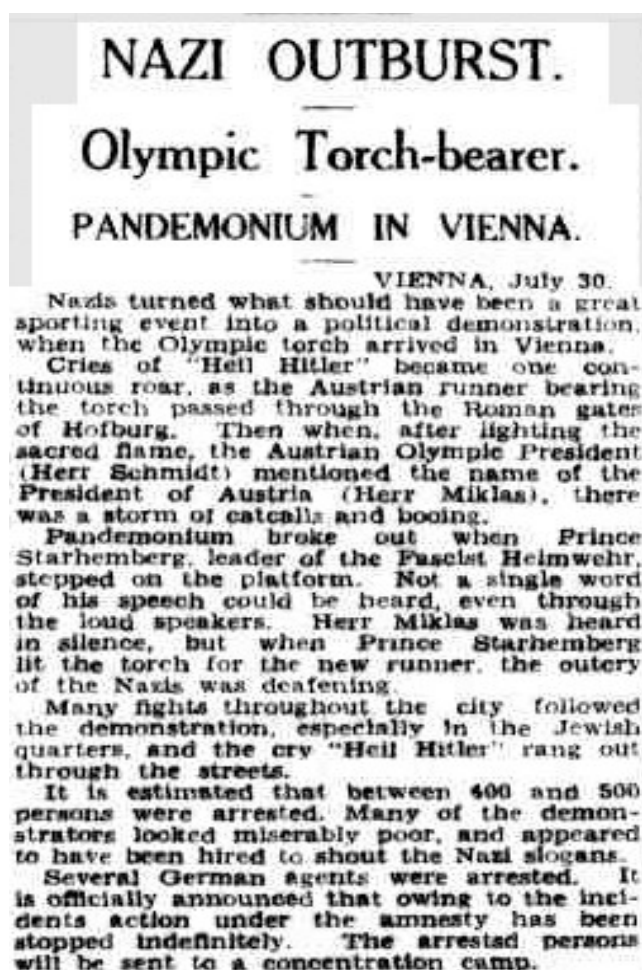 NAZI OUTBURST.
Olympic Torch-bearer.
PANDEMONIUM IN VIENNA.
VIENNA, July 30.
Nazis turned what should have been a great
sporting event into a political demonstration,
when the Olympic torch arrived in Vienna.
Cries of "Heil Hitler" became one con-
tinuous roar, as the Austrian runner bearing
the torch passed through the Roman gates
of Hofburg. Then when, after lighting the
sacred flame, the Austrian Olympic President
(Herr Schmidt) mentioned the name of the
President of Austria (Herr Miklas), there
was a storm of catcalls and booing.
Pandemonium broke out when Prince
Starhemberg, leader of the Fascist Heimwehr,
stepped on the platform. Not a single word
of his speech could be heard, even through
the loud speakers. Herr Miklas was heard
in silence, but when Prince Starhemberg
lit the torch for the new runner, the outcry
of the Nazis was deafening.
Many fights throughout the city followed
the demonstration, especially in the Jewish
quarters, and the cry "Heil Hitler" rang out
through the streets.
It is estimated that between 400 and 500
persons were arrested. Many of the demon-
strators looked miserably poor, and appeared
to have been hired to shout the Nazi slogans.
Several German agents were arrested. It
is officially announced that owing to the inci-
dents action under the amnesty has been
stopped indefinitely. The arrestsd persons
will be sent to a concentration camp.